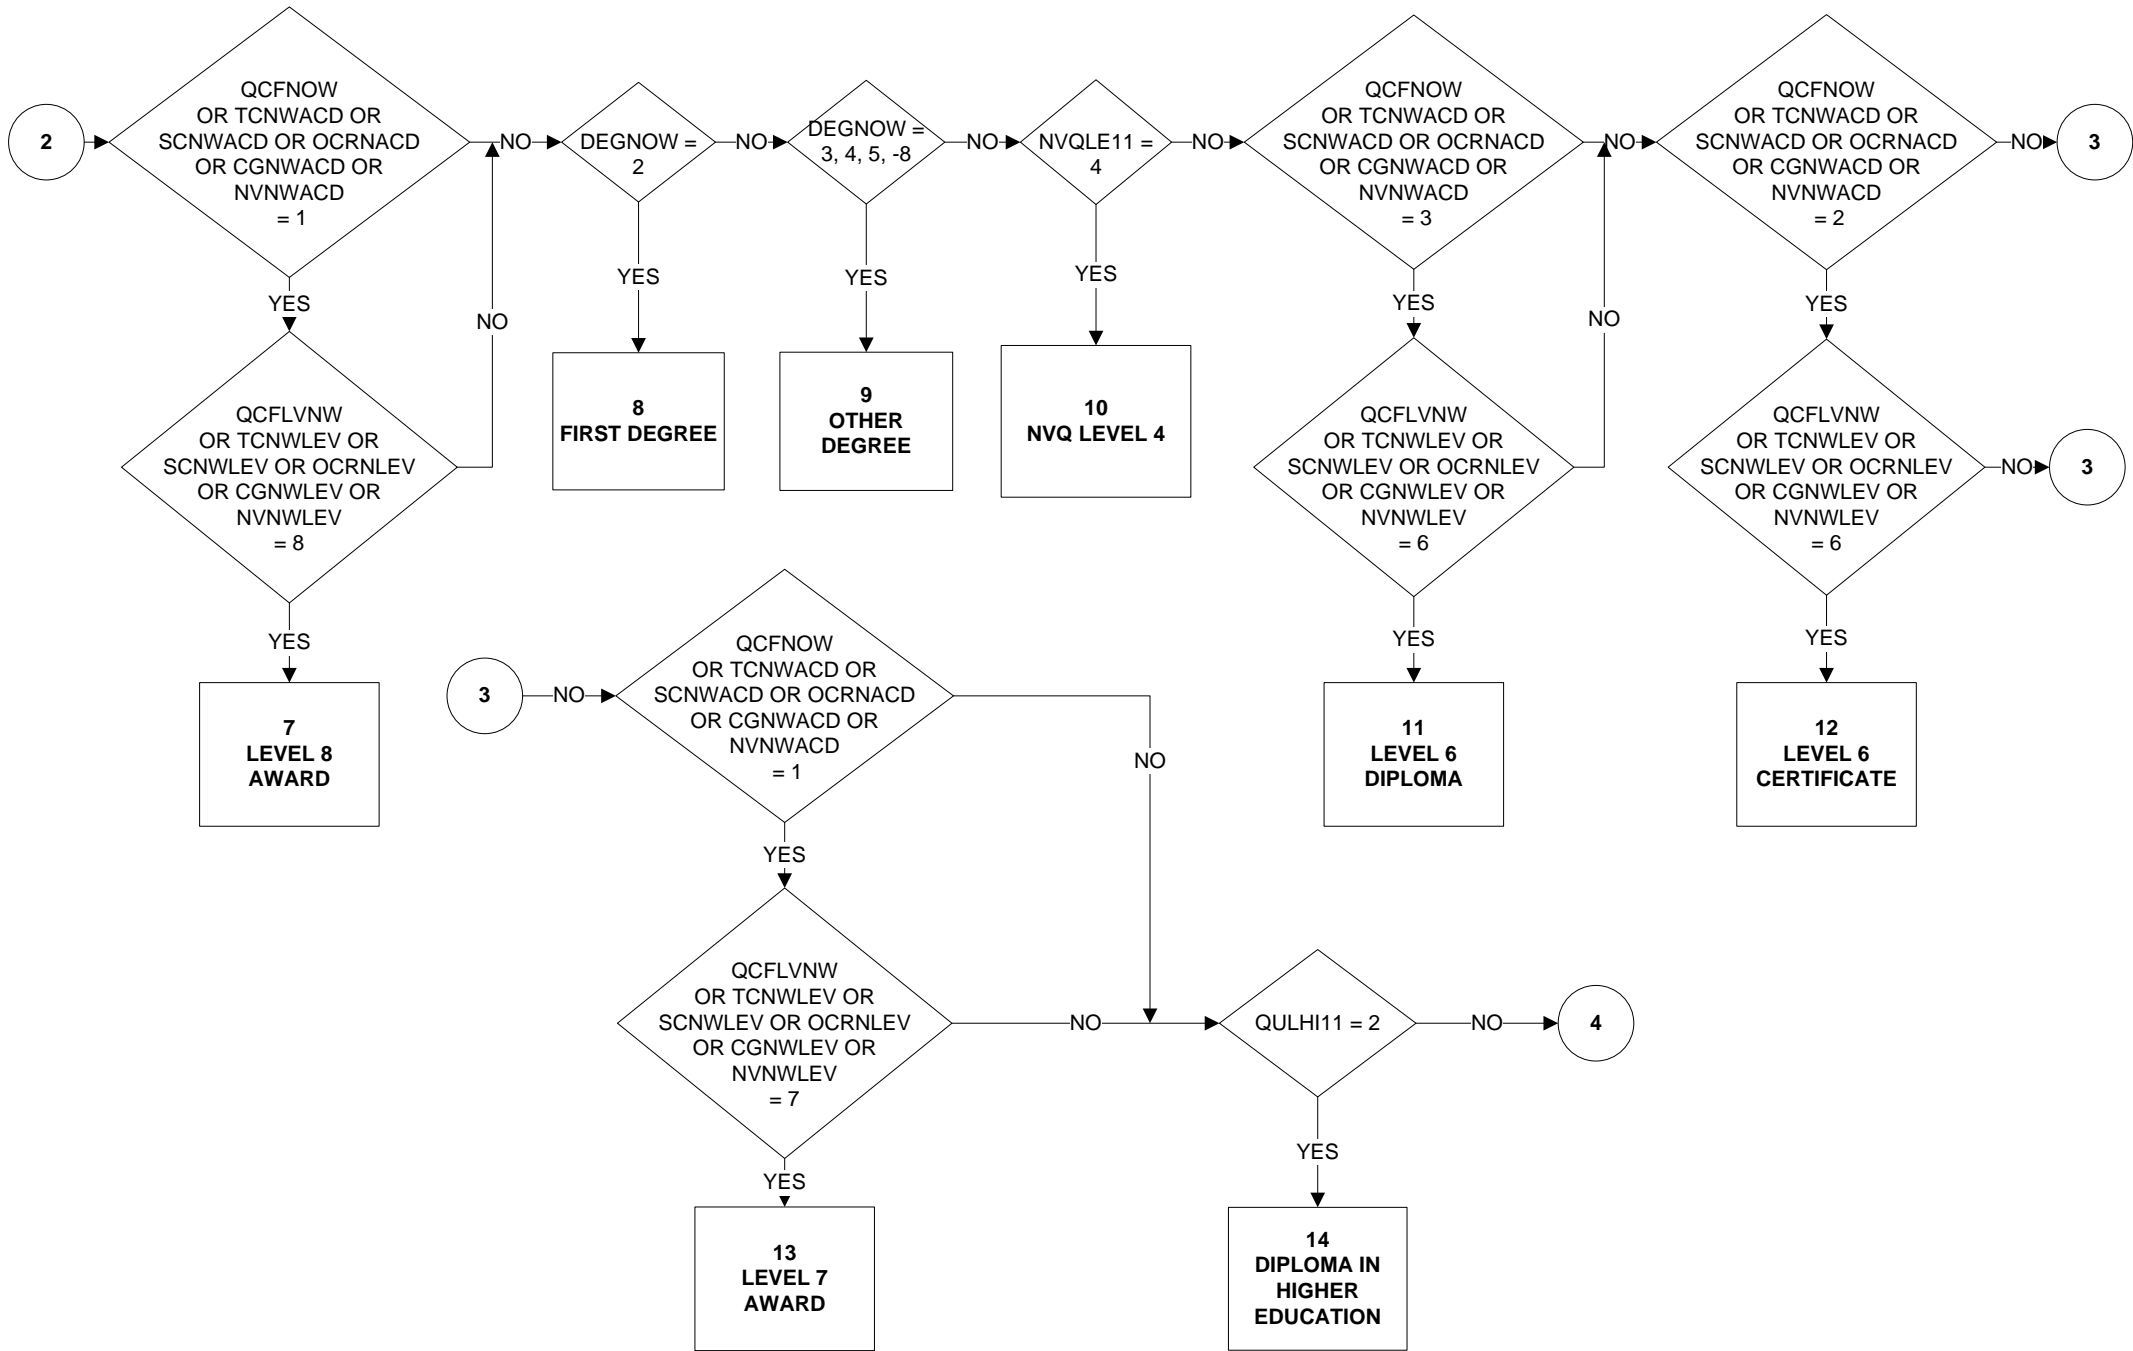 2
QCFNOW
OR TCNWACD OR
SCNWACD OR OCRNACD
OR CGNWACD OR
NVNWACD
= 1
NO
DEGNOW =
2
NO
DEGNOW =
3, 4, 5, -8
NO
NVQLE11 =
4
NO
QCFNOW
OR TCNWACD OR
SCNWACD OR OCRNACD
OR CGNWACD OR
NVNWACD
= 3
NO
QCFNOW
OR TCNWACD OR
SCNWACD OR OCRNACD
OR CGNWACD OR
NVNWACD
= 2
NO
3
YES
NO
YES
YES
YES
YES
NO
YES
QCFLVNW
OR TCNWLEV OR
SCNWLEV OR OCRNLEV
OR CGNWLEV OR
NVNWLEV
= 8
8
FIRST DEGREE
9
OTHER
DEGREE
10
NVQ LEVEL 4
QCFLVNW
OR TCNWLEV OR
SCNWLEV OR OCRNLEV
OR CGNWLEV OR
NVNWLEV
= 6
QCFLVNW
OR TCNWLEV OR
SCNWLEV OR OCRNLEV
OR CGNWLEV OR
NVNWLEV
= 6
NO
3
YES
YES
YES
7
LEVEL 8
AWARD
11
LEVEL 6
DIPLOMA
12
LEVEL 6
CERTIFICATE
3
NO
QCFNOW
OR TCNWACD OR
SCNWACD OR OCRNACD
OR CGNWACD OR
NVNWACD
= 1
NO
YES
QCFLVNW
OR TCNWLEV OR
SCNWLEV OR OCRNLEV
OR CGNWLEV OR
NVNWLEV
= 7
NO
QULHI11 = 2
NO
4
YES
YES
13
LEVEL 7
AWARD
14
DIPLOMA IN
HIGHER
EDUCATION